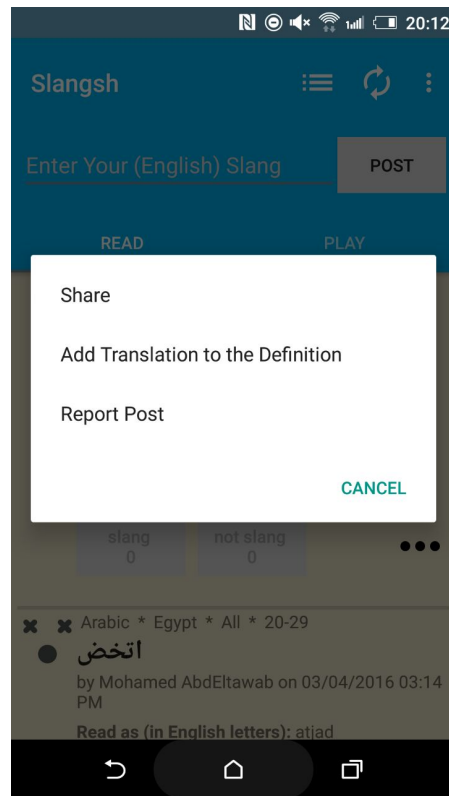 20:12
Slangsh
Enter Your (English) Slang
POST
READ
PLAY
Share
Add Translation to the Definition
Report Post
CANCEL
slang
0
not slang
0
Arabic * Egypt * All * 20-29
اتخض
by Mohamed AbdEltawab on 03/04/2016 03:14
PM
Read as (in English letters): atjad